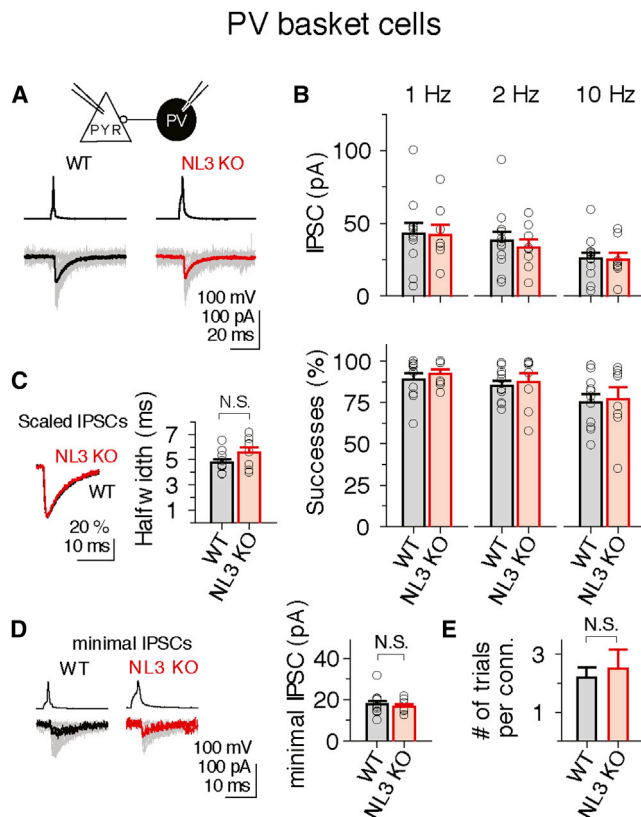 PV basket cells
A
PYR
PV
WT
NL3 KO
100 mV
100 pA
20 ms
B
1 Hz
2 Hz
10 Hz
IPSC (pA)
100
50
0
Successes (%)
100
75
50
25
0
WT
NL3 KO
WT
NL3 KO
WT
NL3 KO
C
Scaled IPSCs
NL3 KO
WT
20 %
10 ms
Half width (ms)
7
5
3
1
N.S.
WT
NL3 KO
D
minimal IPSCs
WT
NL3 KO
100 mV
100 pA
10 ms
minimal IPSC (pA)
40
20
0
N.S.
WT
NL3 KO
E
# of trials
per conn.
3
1
N.S.
WT
NL3 KO